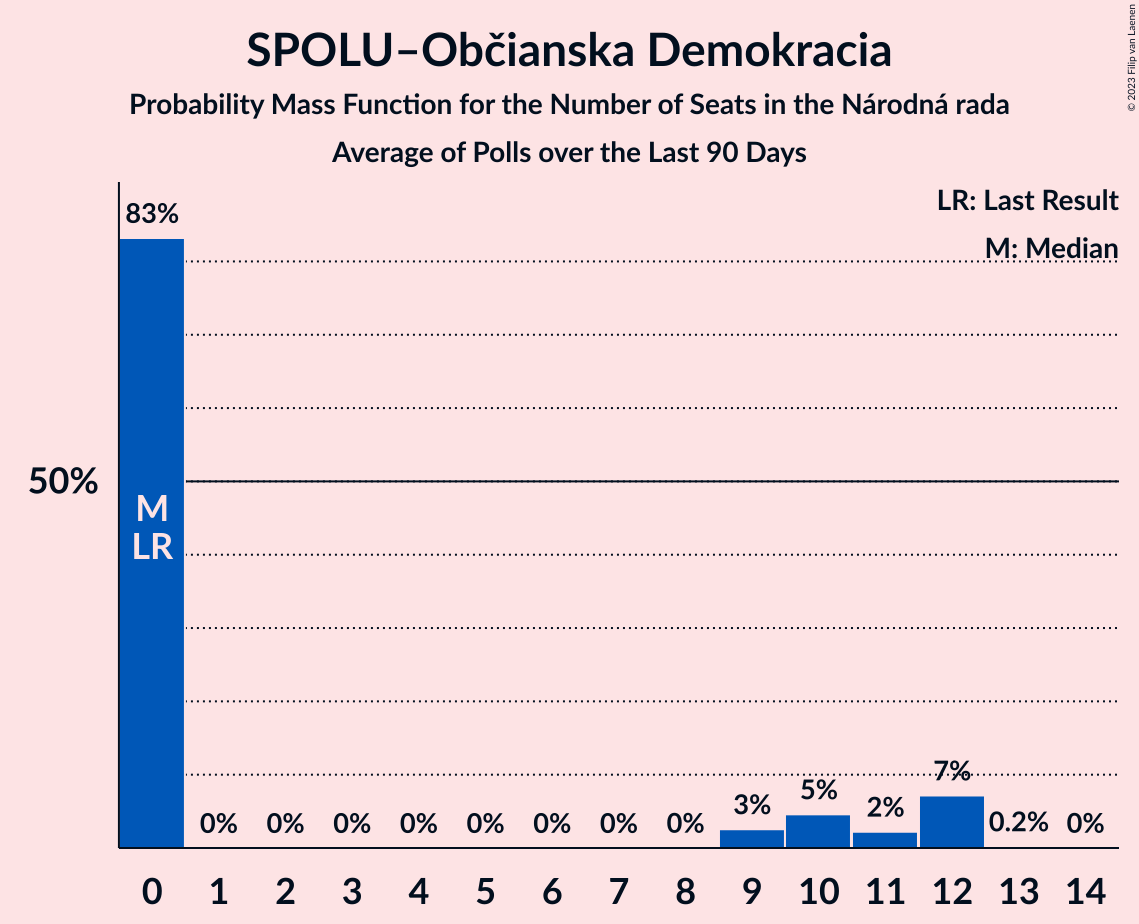 SPOLU–Občianska Demokracia
Probability Mass Function for the Number of Seats in the Národná rada
Average of Polls over the Last 90 Days
© 2023 Filip van Laenen
LR: Last Result
M: Median
83%
50%
M
LR
0% 0% 0% 0% 0% 0% 0% 0% 3% 5% 2% 7% 0.2% 0%
0 1 2 3 4 5 6 7 8 9 10 11 12 13 14